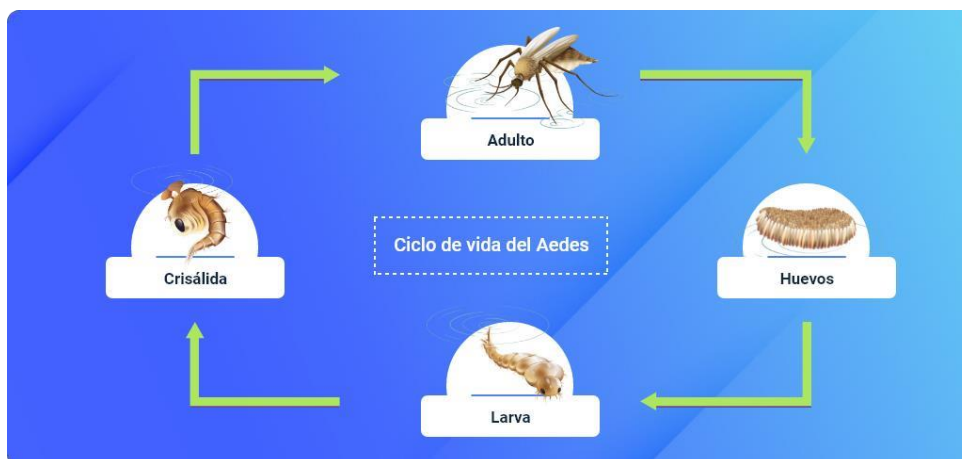 Adulto
Ciclo de vida del Aedes
Crisálida
Huevos
Larva